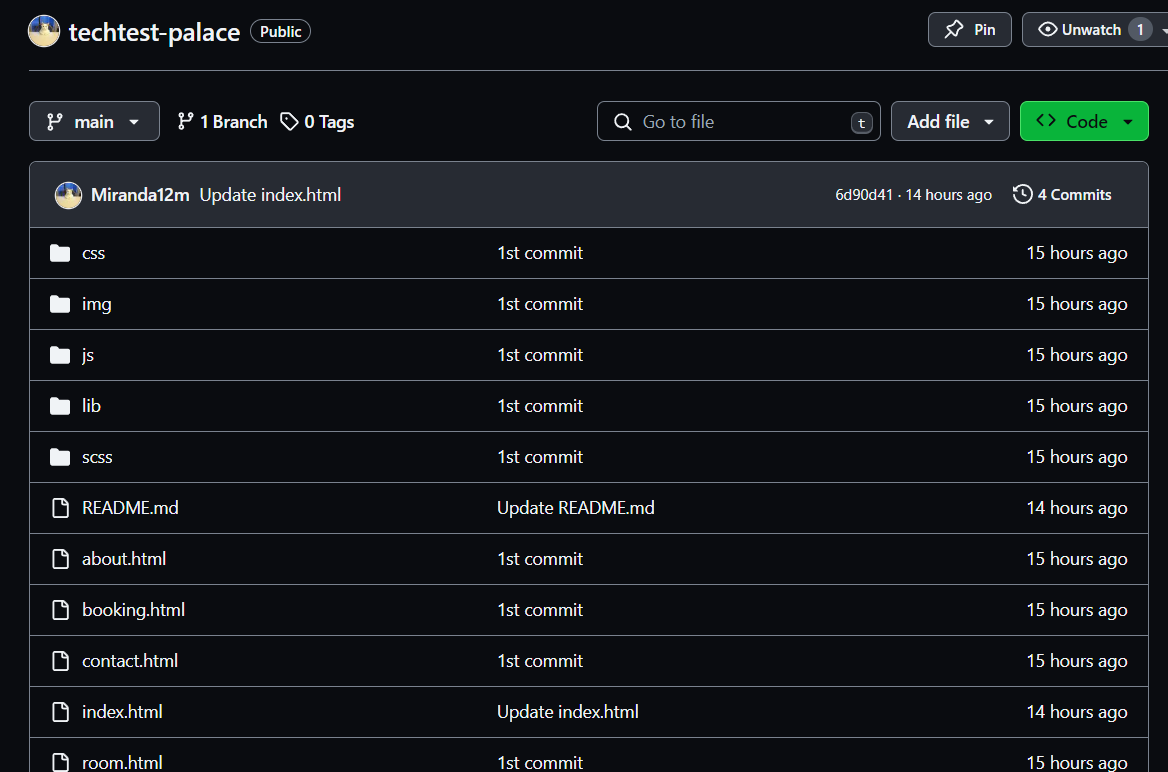 techtest-palace Public Pin Unwatch 1
main 1 Branch 0 Tags Go to file t Add file Code
Miranda12m Update index.html 6d90d41 · 14 hours ago 4 Commits
css 1st commit 15 hours ago
img 1st commit 15 hours ago
js 1st commit 15 hours ago
lib 1st commit 15 hours ago
scss 1st commit 15 hours ago
README.md Update README.md 14 hours ago
about.html 1st commit 15 hours ago
booking.html 1st commit 15 hours ago
contact.html 1st commit 15 hours ago
index.html Update index.html 14 hours ago
room.html 1st commit 15 hours ago